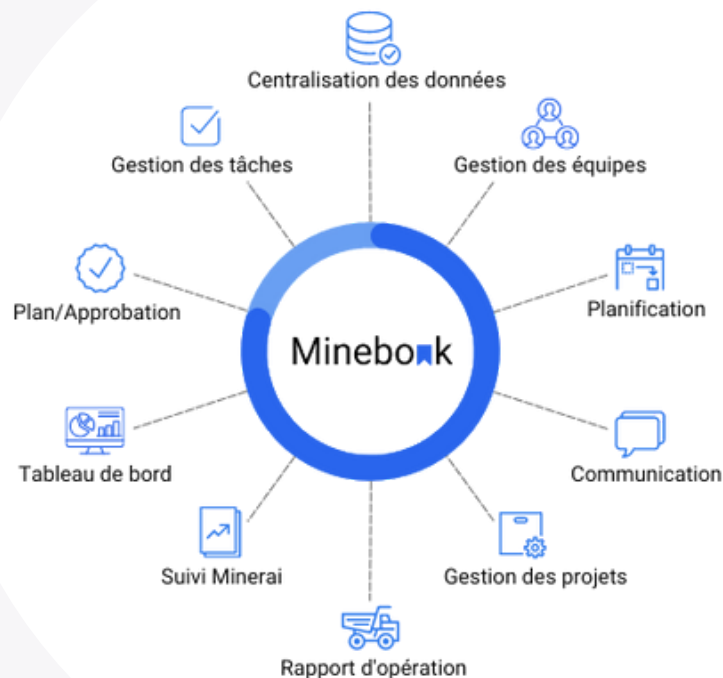 Centralisation des données
Gestion des tâches
Gestion des équipes
Plan/Approbation
Planification
Minebook
Tableau de bord
Communication
Suivi Minerai
Gestion des projets
Rapport d'opération